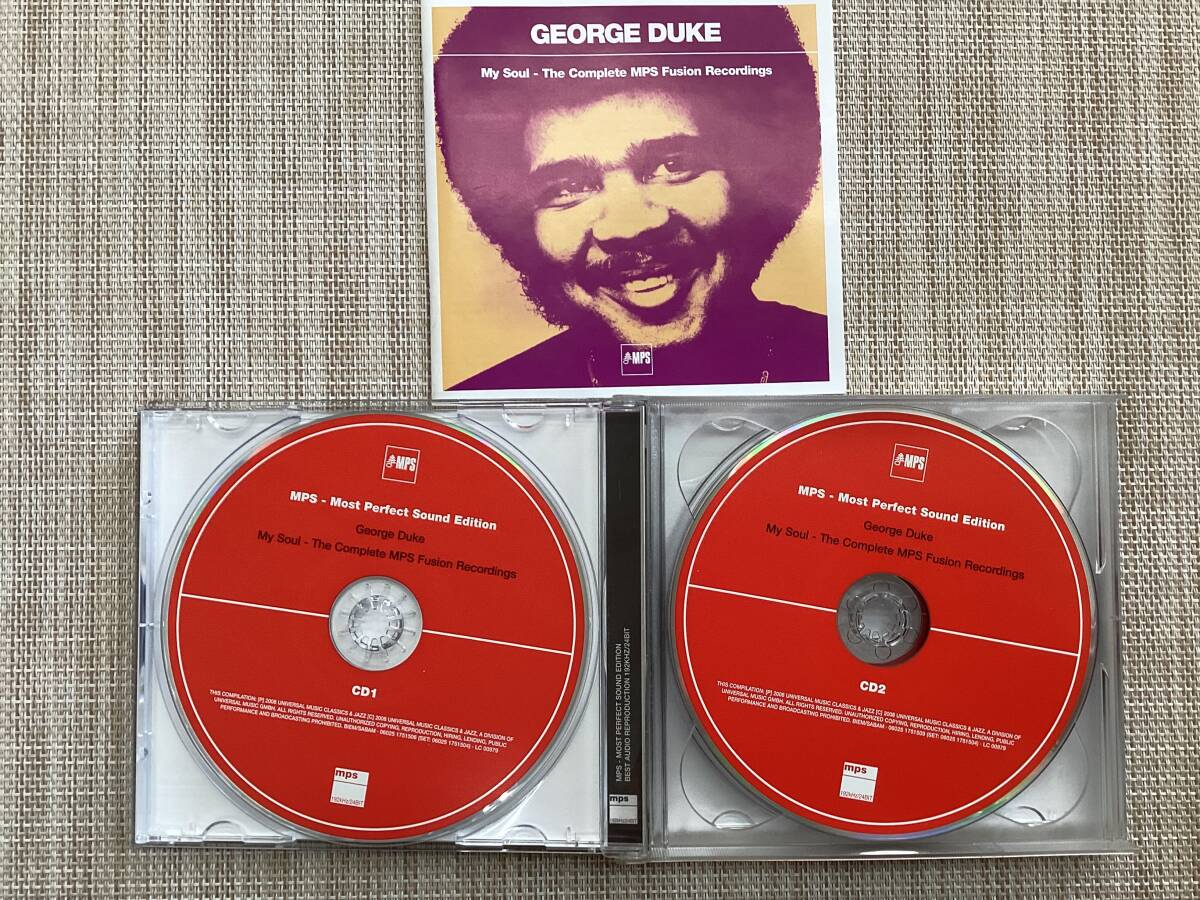 GEORGE DUKE
My Soul - The Complete MPS Fusion Recordings
MPS
MPS
MPS - Most Perfect Sound Edition
George Duke
My Soul - The Complete MPS Fusion Recordings
CD1
THIS COMPILATION: [P] 2008 UNIVERSAL MUSIC CLASSICS & JAZZ [C] 2008 UNIVERSAL MUSIC CLASSICS & JAZZ, A DIVISION OF
UNIVERSAL MUSIC GMBH. ALL RIGHTS RESERVED. UNAUTHORIZED COPYING, REPRODUCTION, HIRING, LENDING, PUBLIC
PERFORMANCE AND BROADCASTING PROHIBITED. BIEM/SABAM · 06025 1751508 (SET: 06025 1751504) · LC 00979
mps
192kHz/24BIT
MPS - MOST PERFECT SOUND EDITION
BEST AUDIO REPRODUCTION 192KHZ/24BIT
mps
192kHz/24BIT
MPS
MPS - Most Perfect Sound Edition
George Duke
My Soul - The Complete MPS Fusion Recordings
CD2
THIS COMPILATION: [P] 2008 UNIVERSAL MUSIC CLASSICS & JAZZ [C] 2008 UNIVERSAL MUSIC CLASSICS & JAZZ, A DIVISION OF
UNIVERSAL MUSIC GMBH. ALL RIGHTS RESERVED. UNAUTHORIZED COPYING, REPRODUCTION, HIRING, LENDING, PUBLIC
PERFORMANCE AND BROADCASTING PROHIBITED. BIEM/SABAM · 06025 1751509 (SET: 06025 1751504) · LC 00979
mps
192kHz/24BIT